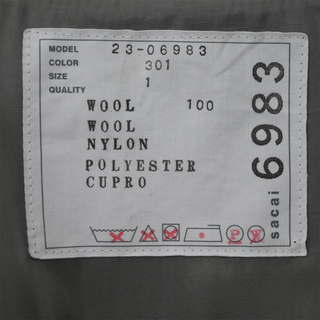 MODEL 23-06983
COLOR 301
SIZE 1
QUALITY
WOOL 100
WOOL
NYLON
POLYESTER
CUPRO
sacai 6983
P W